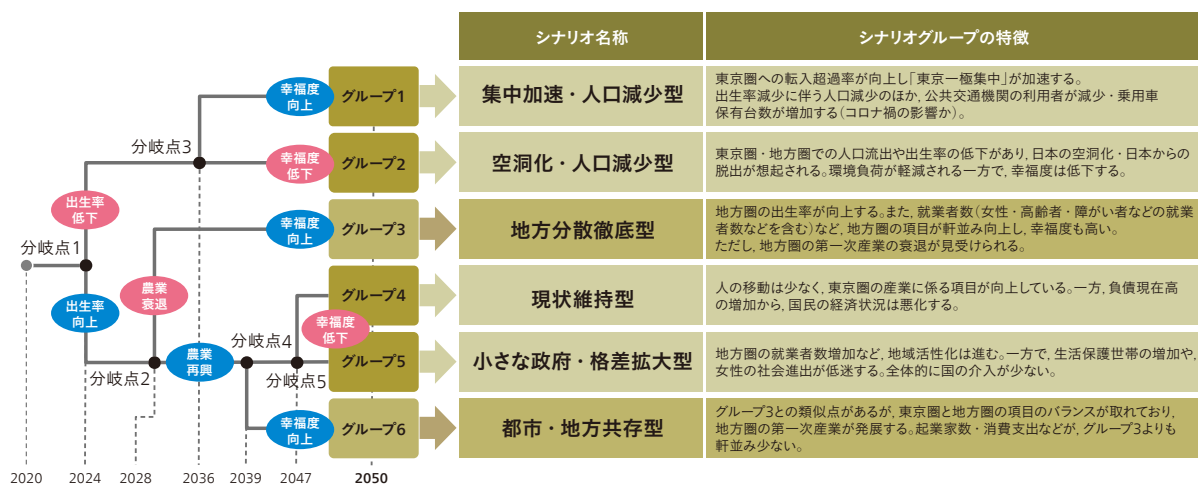 シナリオ名称
シナリオグループの特徴
幸福度
向上
グループ1
集中加速・人口減少型
東京圏への転入超過率が向上し「東京一極集中」が加速する。
出生率減少に伴う人口減少のほか, 公共交通機関の利用者が減少・乗用車
保有台数が増加する(コロナ禍の影響か)。
分岐点3
幸福度
低下
グループ2
空洞化・人口減少型
東京圏・地方圏での人口流出や出生率の低下があり, 日本の空洞化・日本からの
脱出が想起される。環境負荷が軽減される一方で, 幸福度は低下する。
出生率
低下
幸福度
向上
グループ3
地方分散徹底型
地方圏の出生率が向上する。また, 就業者数(女性・高齢者・障がい者などの就業
者数などを含む)など, 地方圏の項目が軒並み向上し, 幸福度も高い。
ただし, 地方圏の第一次産業の衰退が見受けられる。
分岐点1
出生率
向上
農業
衰退
グループ4
現状維持型
人の移動は少なく, 東京圏の産業に係る項目が向上している。一方, 負債現在高
の増加から, 国民の経済状況は悪化する。
分岐点4
幸福度
低下
分岐点2
農業
再興
分岐点5
グループ5
小さな政府・格差拡大型
地方圏の就業者数増加など, 地域活性化は進む。一方で, 生活保護世帯の増加や,
女性の社会進出が低迷する。全体的に国の介入が少ない。
幸福度
向上
グループ6
都市・地方共存型
グループ3との類似点があるが, 東京圏と地方圏の項目のバランスが取れており,
地方圏の第一次産業が発展する。起業家数・消費支出などが, グループ3よりも
軒並み少ない。
2020 2024 2028 2036 2039 2047 2050